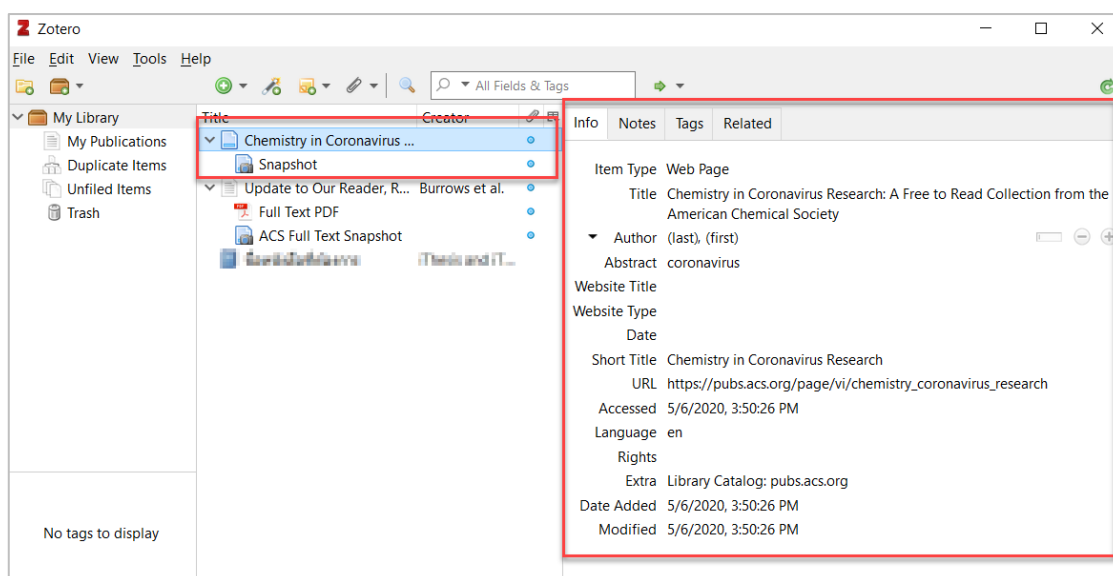 Zotero
File Edit View Tools Help
All Fields & Tags
My Library
My Publications
Duplicate Items
Unfiled Items
Trash
No tags to display
Title Creator
Chemistry in Coronavirus ...
Snapshot
Update to Our Reader, R... Burrows et al.
Full Text PDF
ACS Full Text Snapshot
Info Notes Tags Related
Item Type Web Page
Title Chemistry in Coronavirus Research: A Free to Read Collection from the
American Chemical Society
Author (last), (first)
Abstract coronavirus
Website Title
Website Type
Date
Short Title Chemistry in Coronavirus Research
URL https://pubs.acs.org/page/vi/chemistry_coronavirus_research
Accessed 5/6/2020, 3:50:26 PM
Language en
Rights
Extra Library Catalog: pubs.acs.org
Date Added 5/6/2020, 3:50:26 PM
Modified 5/6/2020, 3:50:26 PM